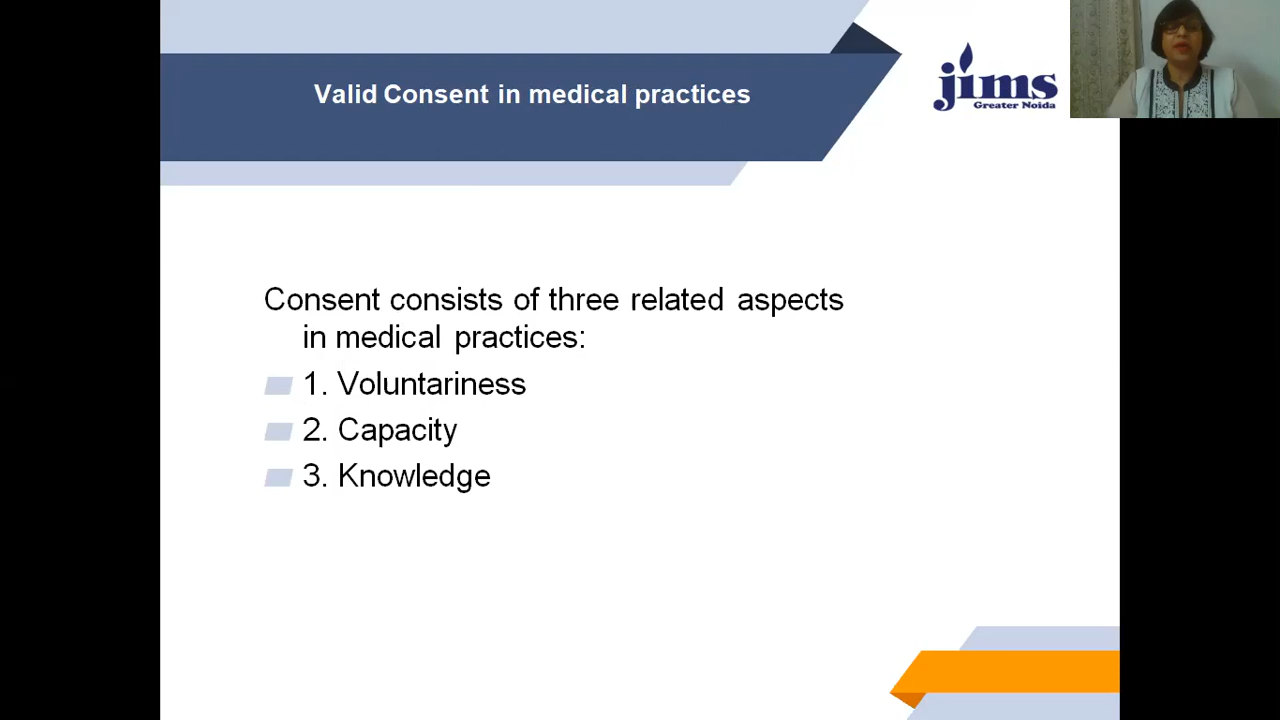 Valid Consent in medical practices
jims
Greater Noida
Consent consists of three related aspects
in medical practices:
1. Voluntariness
2. Capacity
3. Knowledge